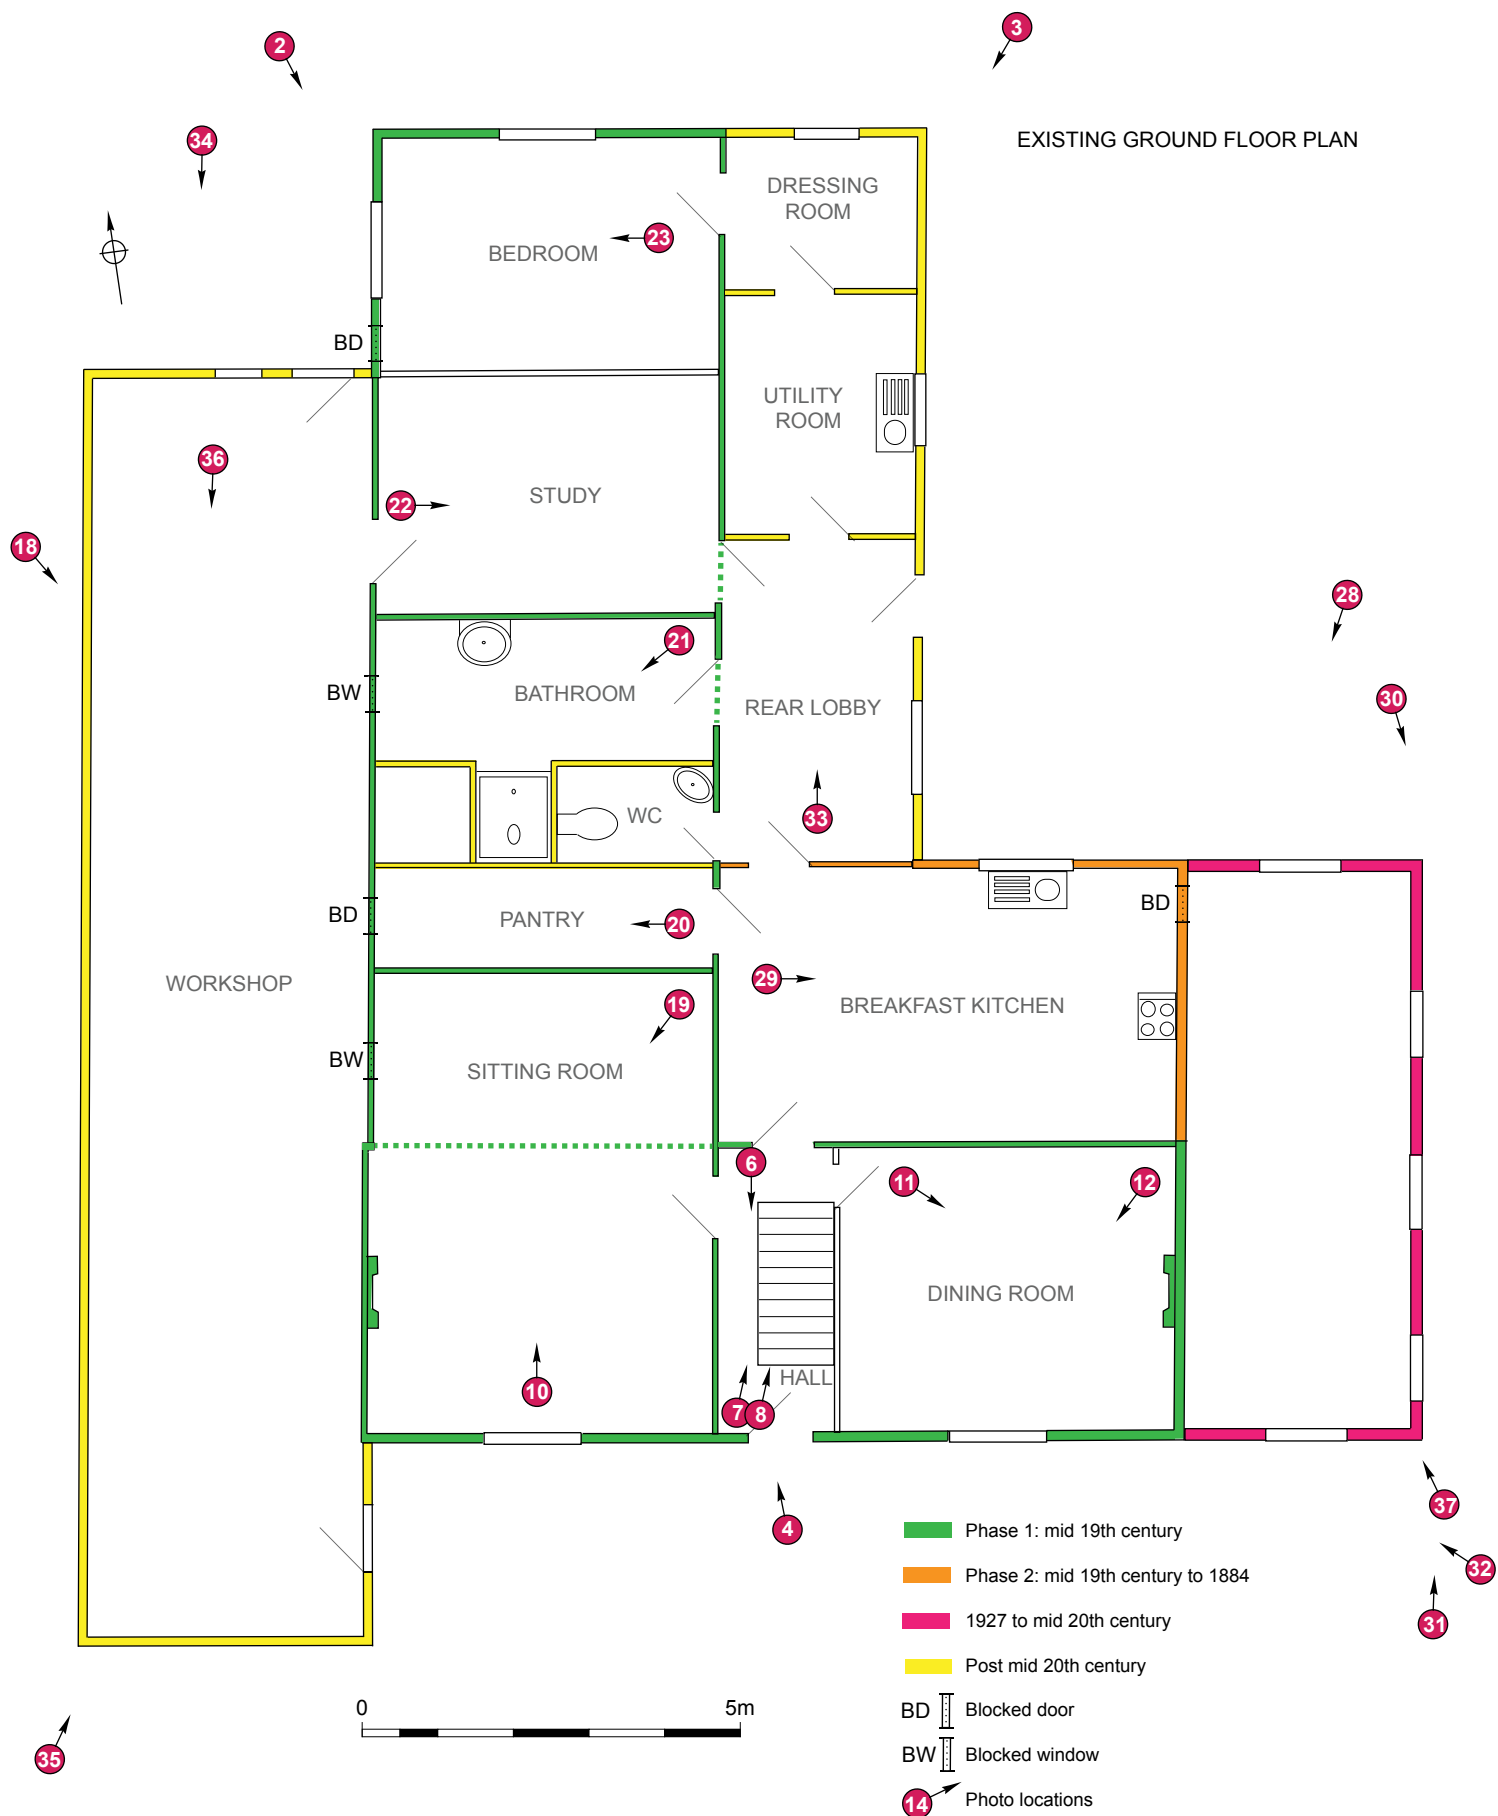 2
3
34
EXISTING GROUND FLOOR PLAN
DRESSING
ROOM
BEDROOM
23
BD
UTILITY
ROOM
36
STUDY
22
18
28
21
BW
BATHROOM
REAR LOBBY
30
WC
33
BD
PANTRY
20
BD
WORKSHOP
29
BREAKFAST KITCHEN
19
BW
SITTING ROOM
6
11
12
DINING ROOM
HALL
10
7
8
4
37
32
31
Phase 1: mid 19th century
Phase 2: mid 19th century to 1884
1927 to mid 20th century
Post mid 20th century
BD Blocked door
BW Blocked window
14 Photo locations
0 5m
35